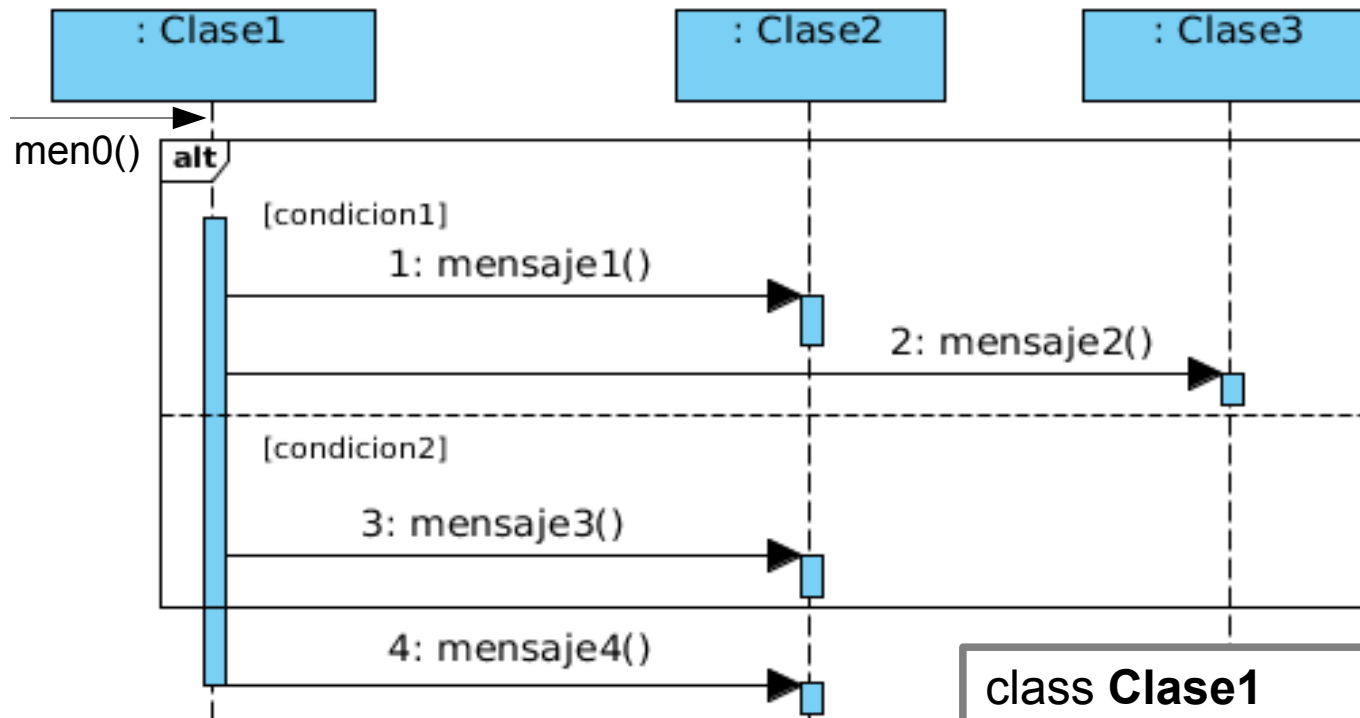 : Clase1
: Clase2
: Clase3
men0()
alt
[condicion1]
1: mensaje1()
2: mensaje2()
[condicion2]
3: mensaje3()
4: mensaje4()
class Clase1